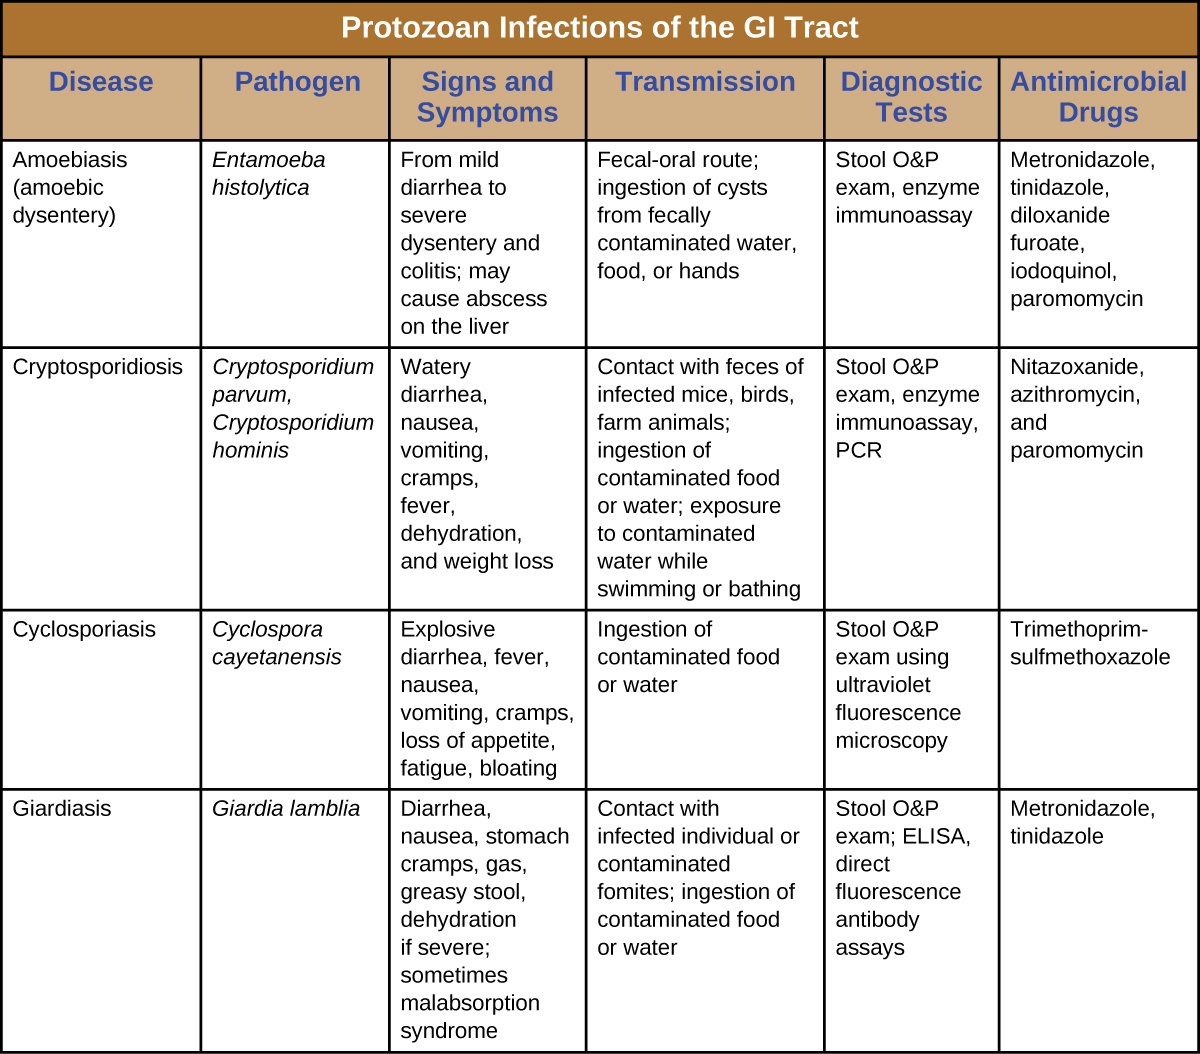 Protozoan Infections of the GI Tract
Disease
Pathogen
Signs and
Symptoms
Transmission
Diagnostic
Tests
Antimicrobial
Drugs
Amoebiasis
(amoebic
dysentery)
Entamoeba
histolytica
From mild
diarrhea to
severe
dysentery and
colitis; may
cause abscess
on the liver
Fecal-oral route;
ingestion of cysts
from fecally
contaminated water,
food, or hands
Stool O&P
exam, enzyme
immunoassay
Metronidazole,
tinidazole,
diloxanide
furoate,
iodoquinol,
paromomycin
Cryptosporidiosis
Cryptosporidium
parvum,
Cryptosporidium
hominis
Watery
diarrhea,
nausea,
vomiting,
cramps,
fever,
dehydration,
and weight loss
Contact with feces of
infected mice, birds,
farm animals;
ingestion of
contaminated food
or water; exposure
to contaminated
water while
swimming or bathing
Stool O&P
exam, enzyme
immunoassay,
PCR
Nitazoxanide,
azithromycin,
and
paromomycin
Cyclosporiasis
Cyclospora
cayetanensis
Explosive
diarrhea, fever,
nausea,
vomiting, cramps,
loss of appetite,
fatigue, bloating
Ingestion of
contaminated food
or water
Stool O&P
exam using
ultraviolet
fluorescence
microscopy
Trimethoprim-
sulfmethoxazole
Giardiasis
Giardia lamblia
Diarrhea,
nausea, stomach
cramps, gas,
greasy stool,
dehydration
if severe;
sometimes
malabsorption
syndrome
Contact with
infected individual or
contaminated
fomites; ingestion of
contaminated food
or water
Stool O&P
exam; ELISA,
direct
fluorescence
antibody
assays
Metronidazole,
tinidazole